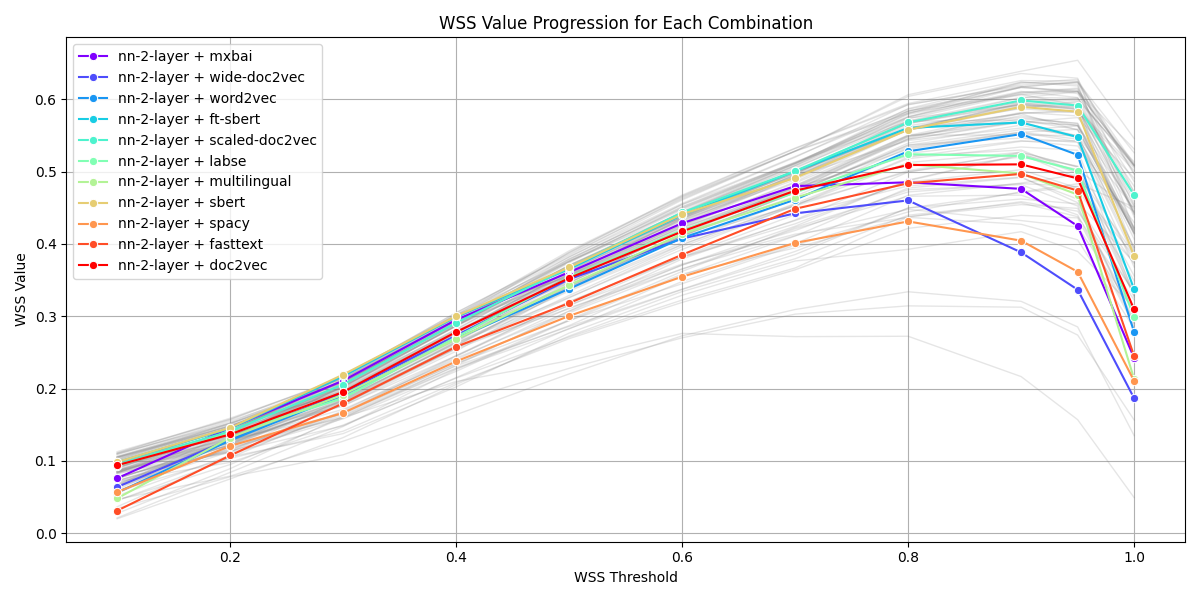 WSS Value Progression for Each Combination
nn-2-layer + mxbai
nn-2-layer + wide-doc2vec
nn-2-layer + word2vec
nn-2-layer + ft-sbert
nn-2-layer + scaled-doc2vec
nn-2-layer + labse
nn-2-layer + multilingual
nn-2-layer + sbert
nn-2-layer + spacy
nn-2-layer + fasttext
nn-2-layer + doc2vec
WSS Value
0.6
0.5
0.4
0.3
0.2
0.1
0.0
0.2
0.4
0.6
0.8
1.0
WSS Threshold